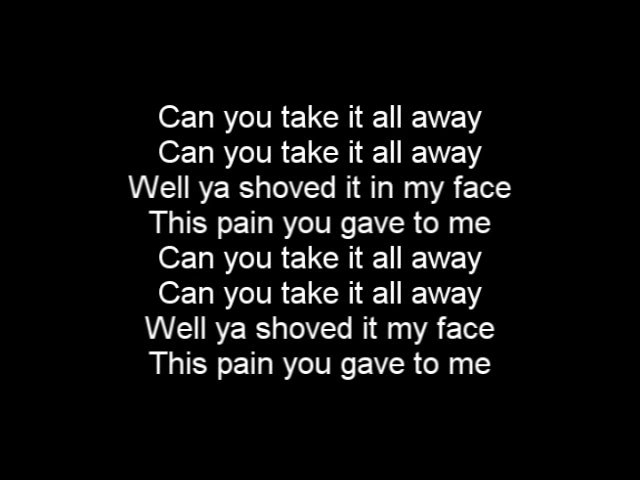 Can you take it all away
Can you take it all away
Well ya shoved it in my face
This pain you gave to me
Can you take it all away
Can you take it all away
Well ya shoved it my face
This pain you gave to me